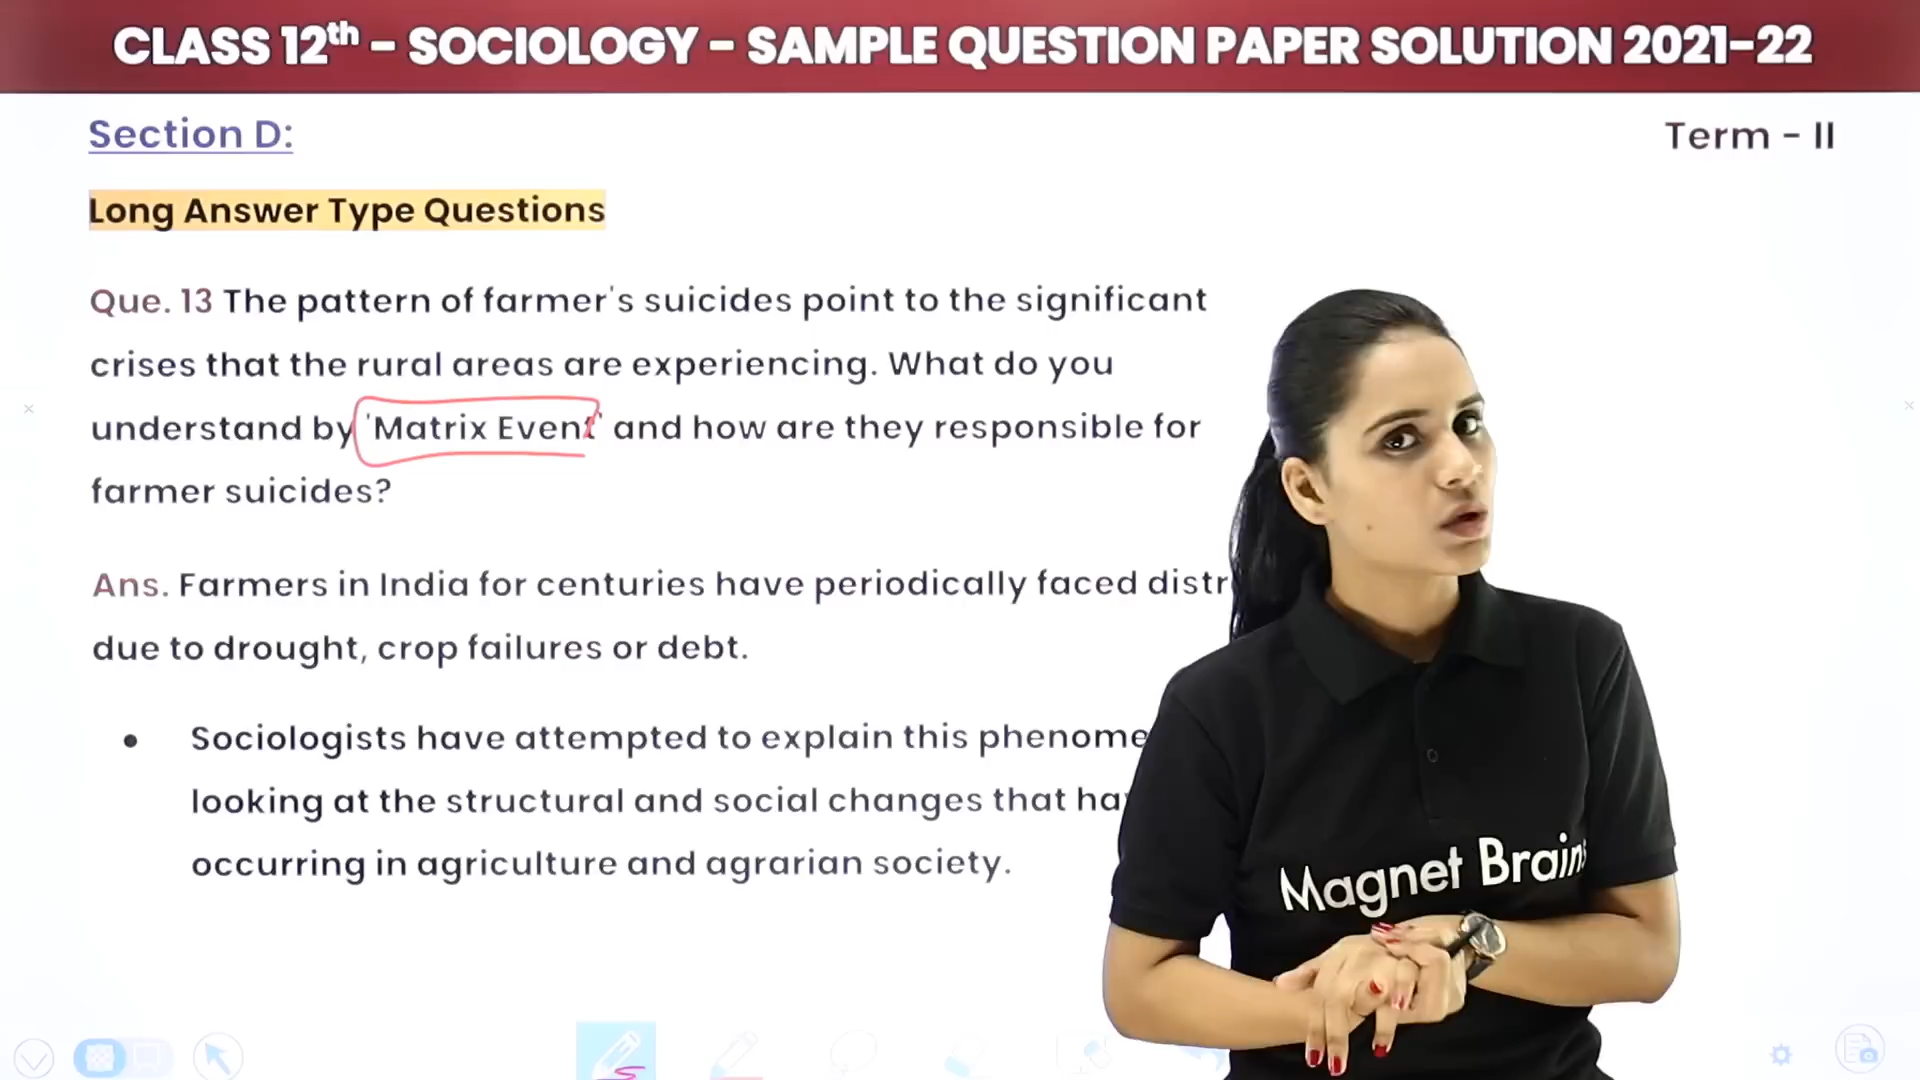 CLASS 12th – SOCIOLOGY – SAMPLE QUESTION PAPER SOLUTION 2021-22
Section D:
Term - II
Long Answer Type Questions
Que. 13 The pattern of farmer's suicides point to the significant
crises that the rural areas are experiencing. What do you
understand by 'Matrix Event' and how are they responsible for
farmer suicides?
Ans. Farmers in India for centuries have periodically faced
due to drought, crop failures or debt.
• Sociologists have attempted to explain this
looking at the structural and social changes that
occurring in agriculture and agrarian society.
Magnet Brains